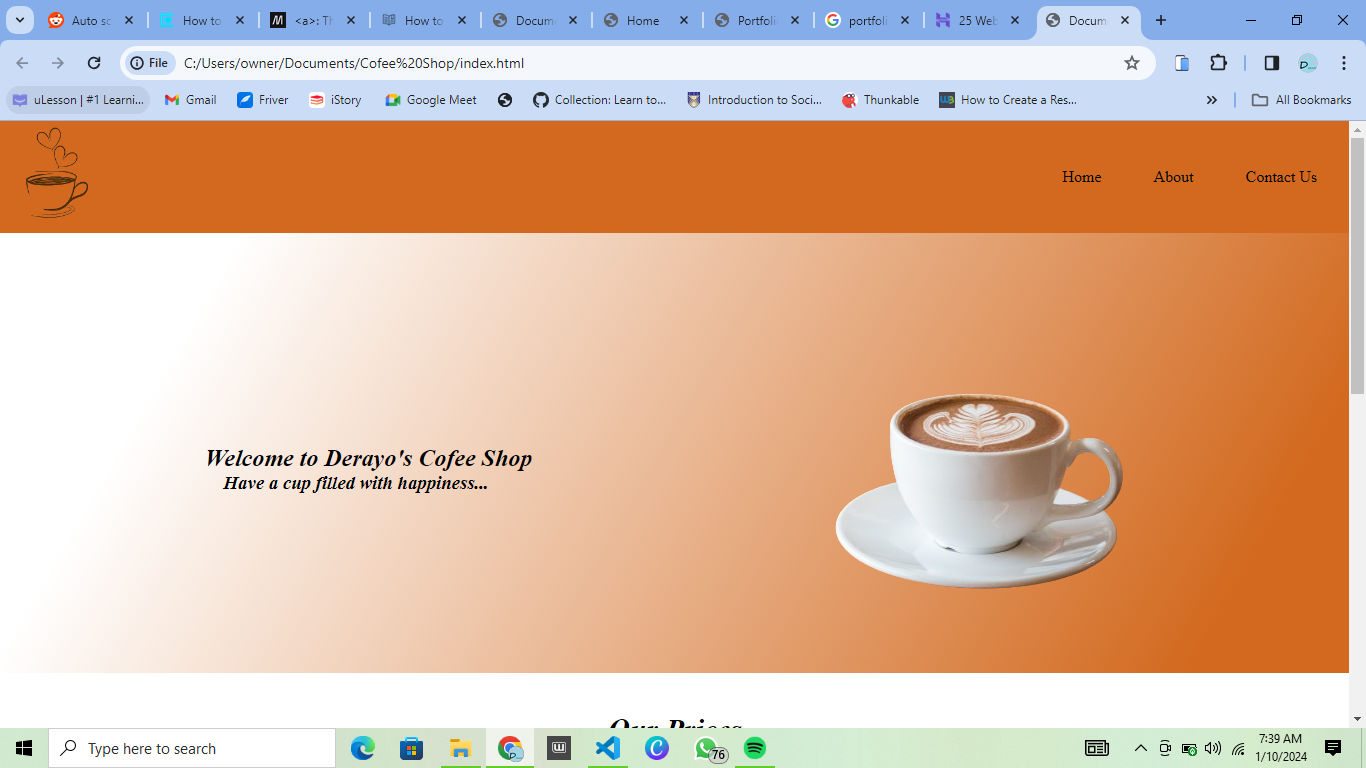 Auto sc
How to
M <a>: Th
How to
Docume
Home
Portfoli
G portfoli
25 Web
Docum
File C:/Users/owner/Documents/Cofee%20Shop/index.html
uLesson | #1 Learni...
Gmail
Friver
iStory
Google Meet
Collection: Learn to...
Introduction to Soci...
Thunkable
How to Create a Res...
All Bookmarks
Home
About
Contact Us
Welcome to Derayo's Cofee Shop
Have a cup filled with happiness...
Our Prices
Type here to search
76
7:39 AM
1/10/2024